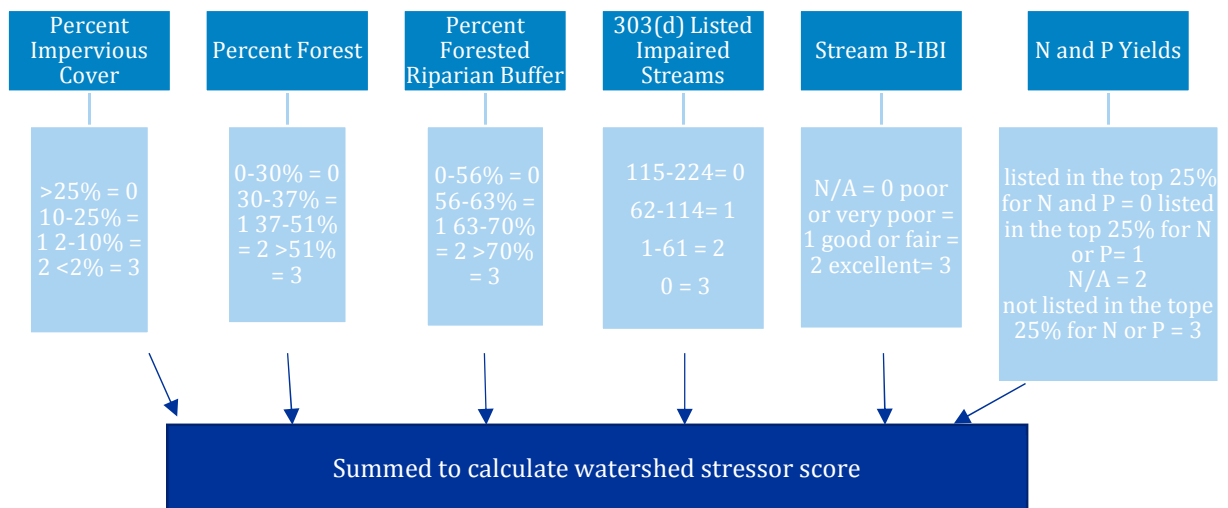 Percent
Impervious
Cover
Percent Forest
Percent
Forested
Riparian Buffer
303(d) Listed
Impaired
Streams
Stream B-IBI
N and P Yields
>25% = 0
10-25% =
1 2-10% =
2 <2% = 3
0-30% = 0
30-37% =
1 37-51%
= 2 >51%
= 3
0-56% = 0
56-63% =
1 63-70%
= 2 >70%
= 3
115-224= 0
62-114= 1
1-61 = 2
0 = 3
N/A = 0 poor
or very poor =
1 good or fair =
2 excellent= 3
listed in the top 25%
for N and P = 0 listed
in the top 25% for N
or P= 1
N/A = 2
not listed in the tope
25% for N or P = 3
Summed to calculate watershed stressor score